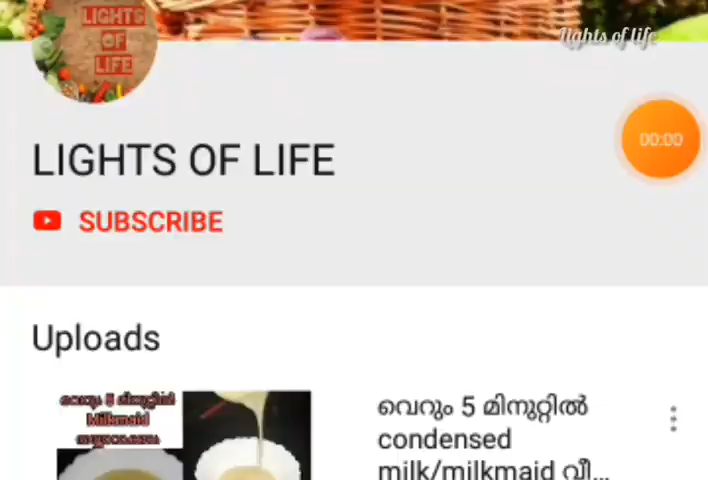 LIGHTS
OF
LIFE
lights of life
00:00
LIGHTS OF LIFE
SUBSCRIBE
Uploads
വെറും 5 മിനുറ്റിൽ
Milkmaid
വെറും 5 മിനുറ്റിൽ
condensed
milk/milkmaid വീ...